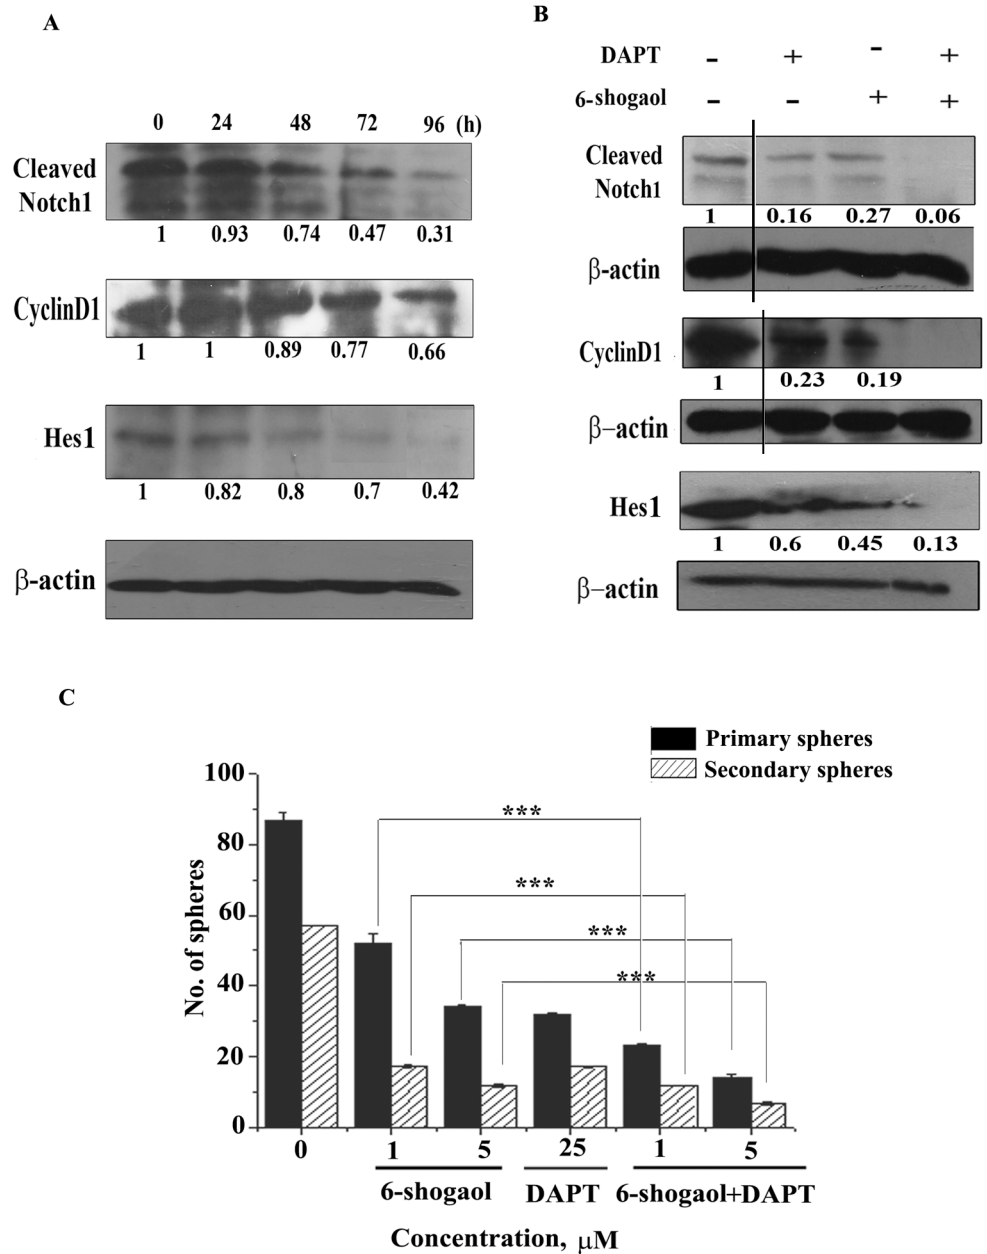 A
0 24 48 72 96 (h)
Cleaved
Notch1
1 0.93 0.74 0.47 0.31
CyclinD1
1 1 0.89 0.77 0.66
Hes1
1 0.82 0.8 0.7 0.42
β-actin
B
DAPT - + - +
6-shogaol - - + +
Cleaved
Notch1
1 0.16 0.27 0.06
β-actin
CyclinD1
1 0.23 0.19
β-actin
Hes1
1 0.6 0.45 0.13
β-actin
C
Primary spheres
Secondary spheres
No. of spheres
100
80
60
40
20
0
***
***
***
***
0 1 5 25 1 5
6-shogaol DAPT 6-shogaol+DAPT
Concentration, μM